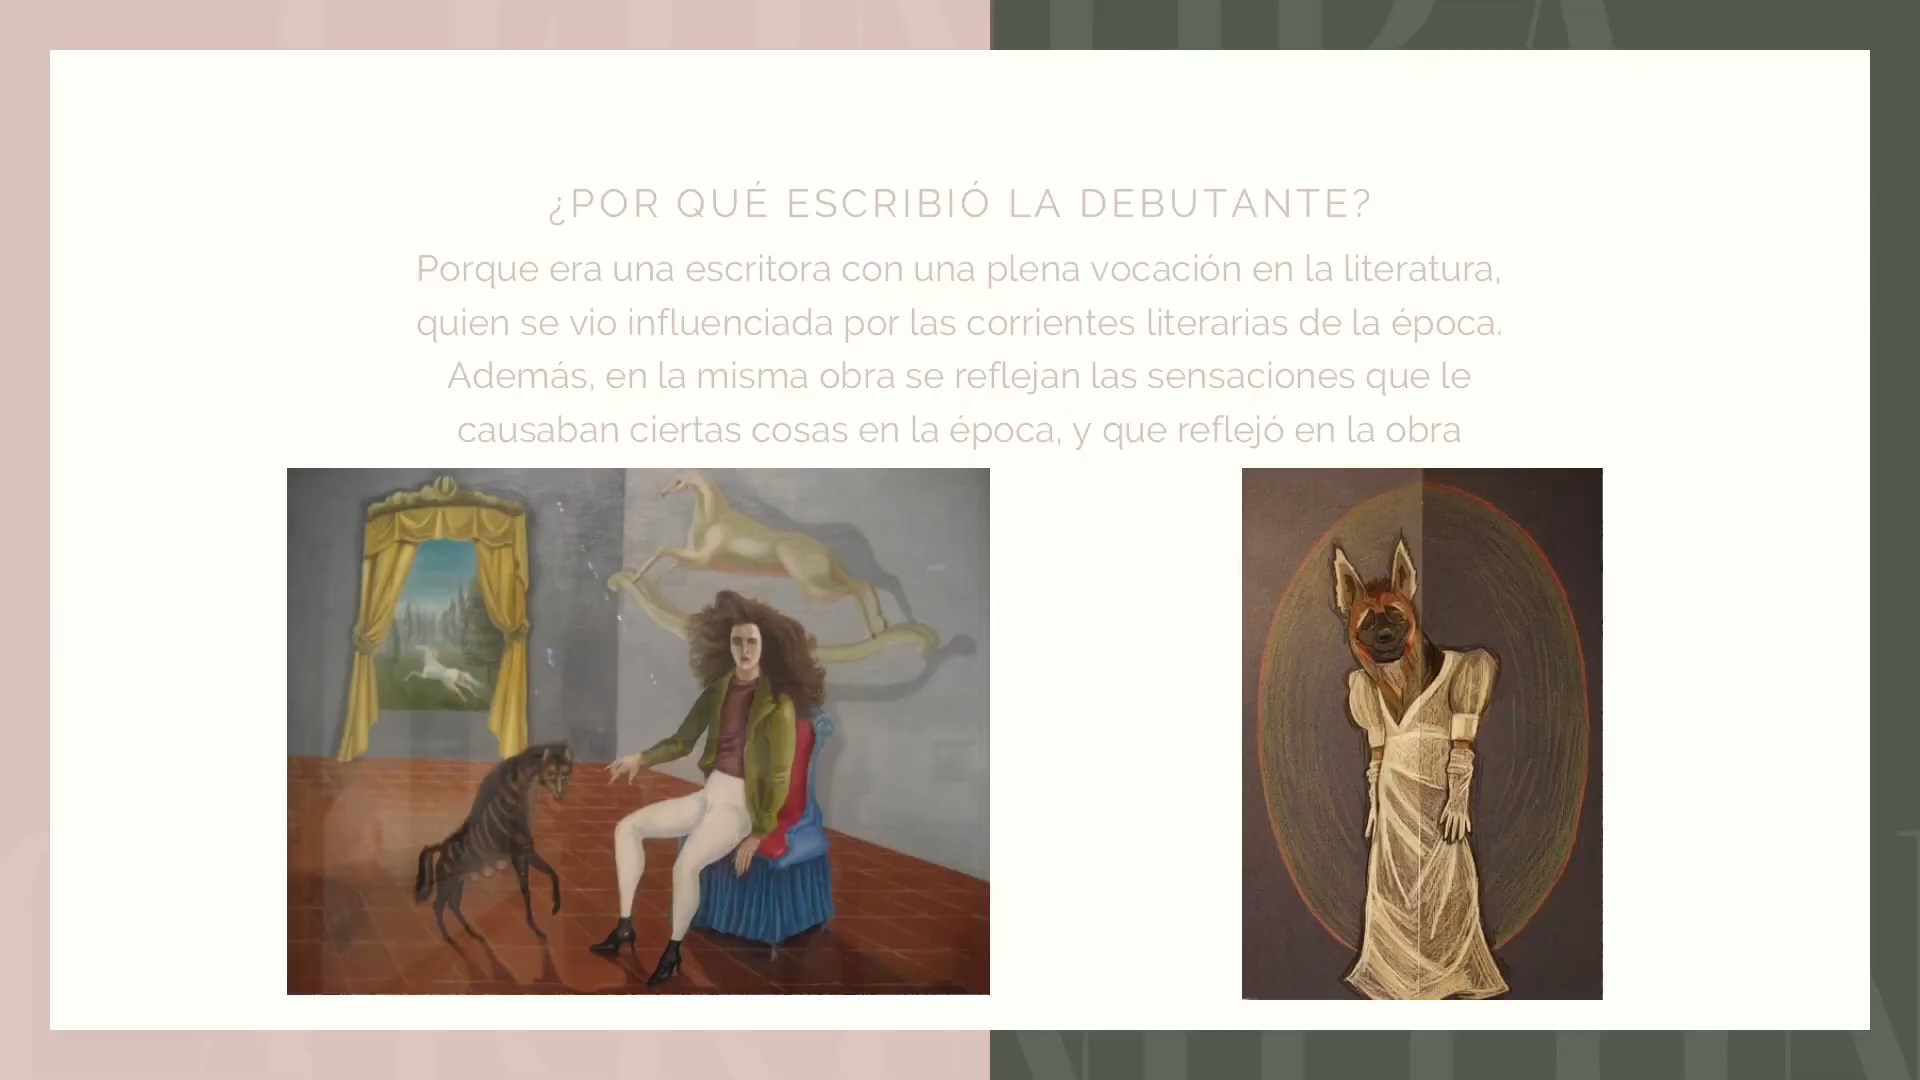 ¿POR QUÉ ESCRIBIÓ LA DEBUTANTE?
Porque era una escritora con una plena vocación en la literatura,
quien se vio influenciada por las corrientes literarias de la época.
Además, en la misma obra se reflejan las sensaciones que le
causaban ciertas cosas en la época, y que reflejó en la obra